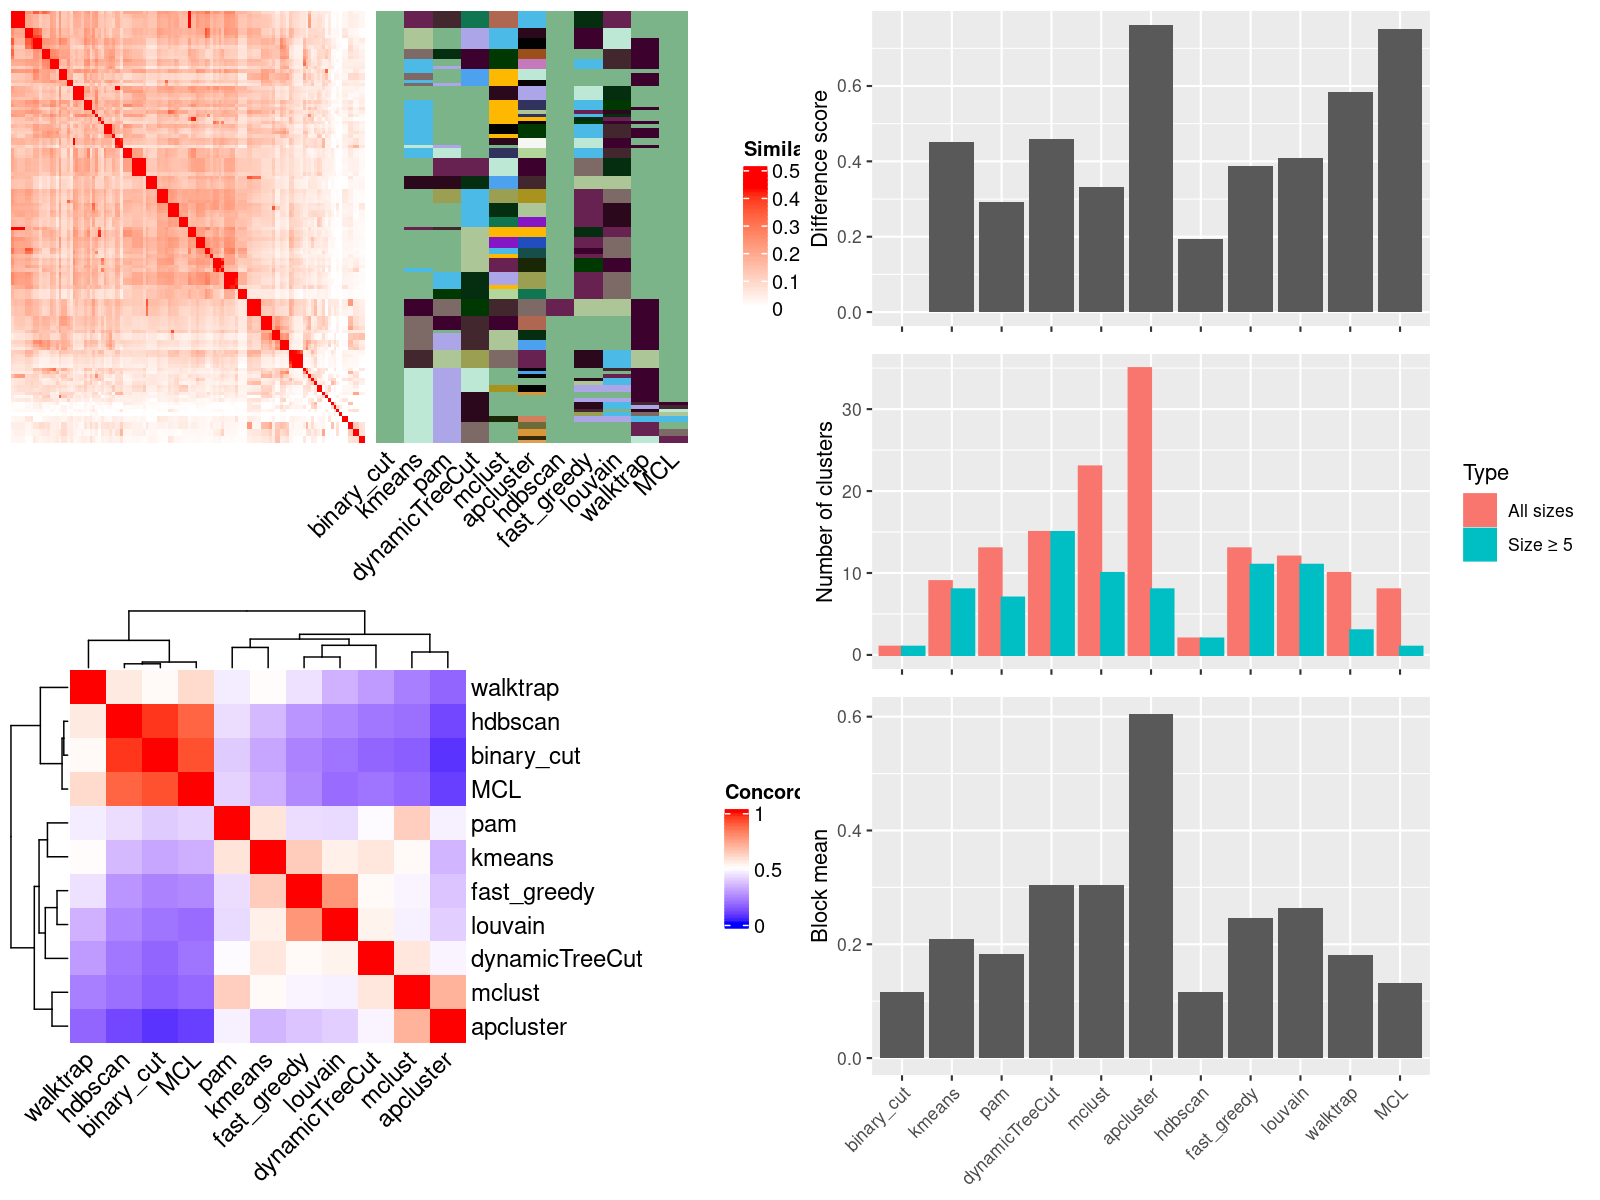 Simila
0.5
0.4
0.3
0.2
0.1
0
binary_cut
kmeans
pam
dynamicTreeCut
mclust
apcluster
hdbscan
fast_greedy
louvain
walktrap
MCL
Difference score
0.6
0.4
0.2
0.0
Number of clusters
30
20
10
0
Type
All sizes
Size ≥ 5
walktrap
hdbscan
binary_cut
MCL
pam
kmeans
fast_greedy
louvain
dynamicTreeCut
mclust
apcluster
walktrap
hdbscan
binary_cut
MCL
pam
kmeans
fast_greedy
louvain
dynamicTreeCut
mclust
apcluster
Concord
1
0.5
0
Block mean
0.6
0.4
0.2
0.0
binary_cut
kmeans
pam
dynamicTreeCut
mclust
apcluster
hdbscan
fast_greedy
louvain
walktrap
MCL